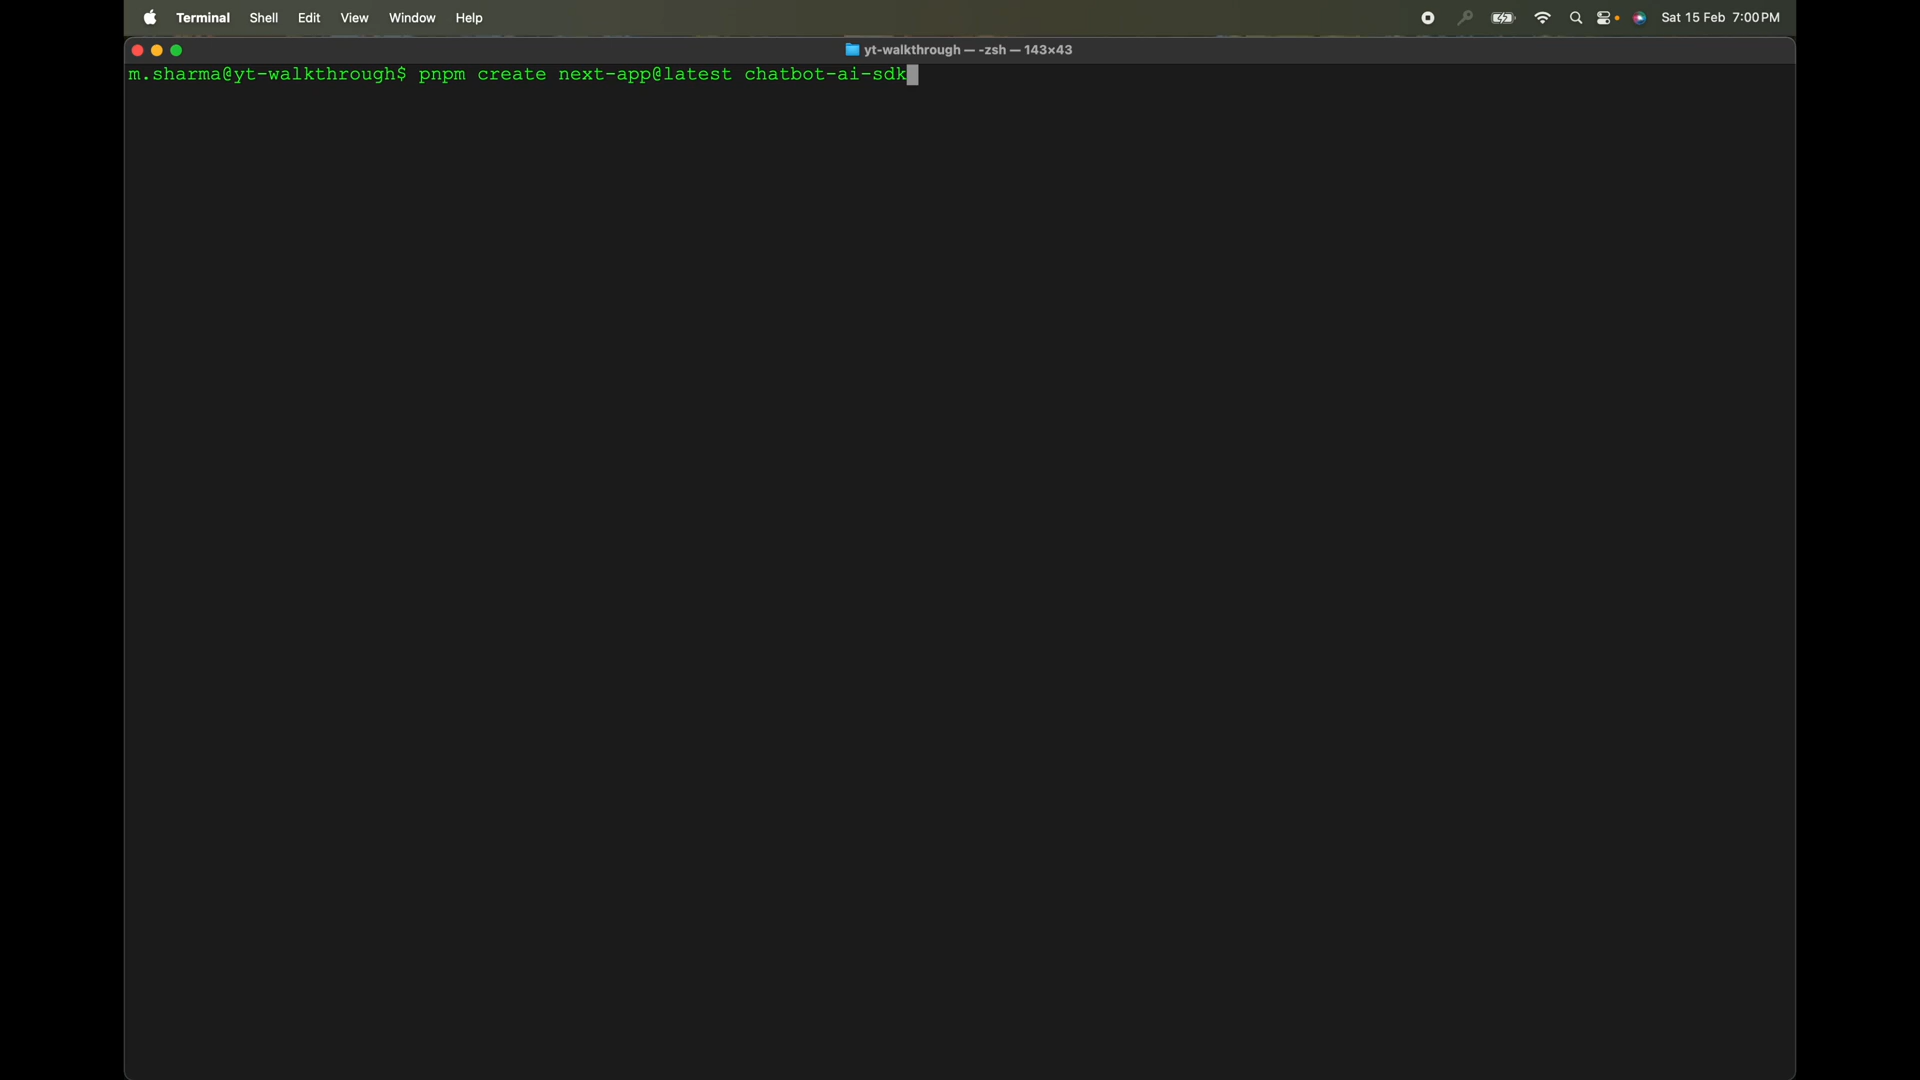 Terminal Shell Edit View Window Help Sat 15 Feb 7:00 PM
yt-walkthrough — -zsh — 143×43
m.sharma@yt-walkthrough$ pnpm create next-app@latest chatbot-ai-sdk